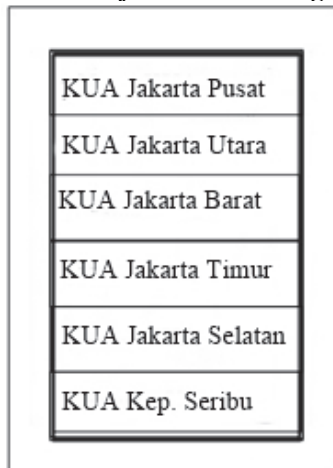 KUA Jakarta Pusat
KUA Jakarta Utara
KUA Jakarta Barat
KUA Jakarta Timur
KUA Jakarta Selatan
KUA Kep. Seribu